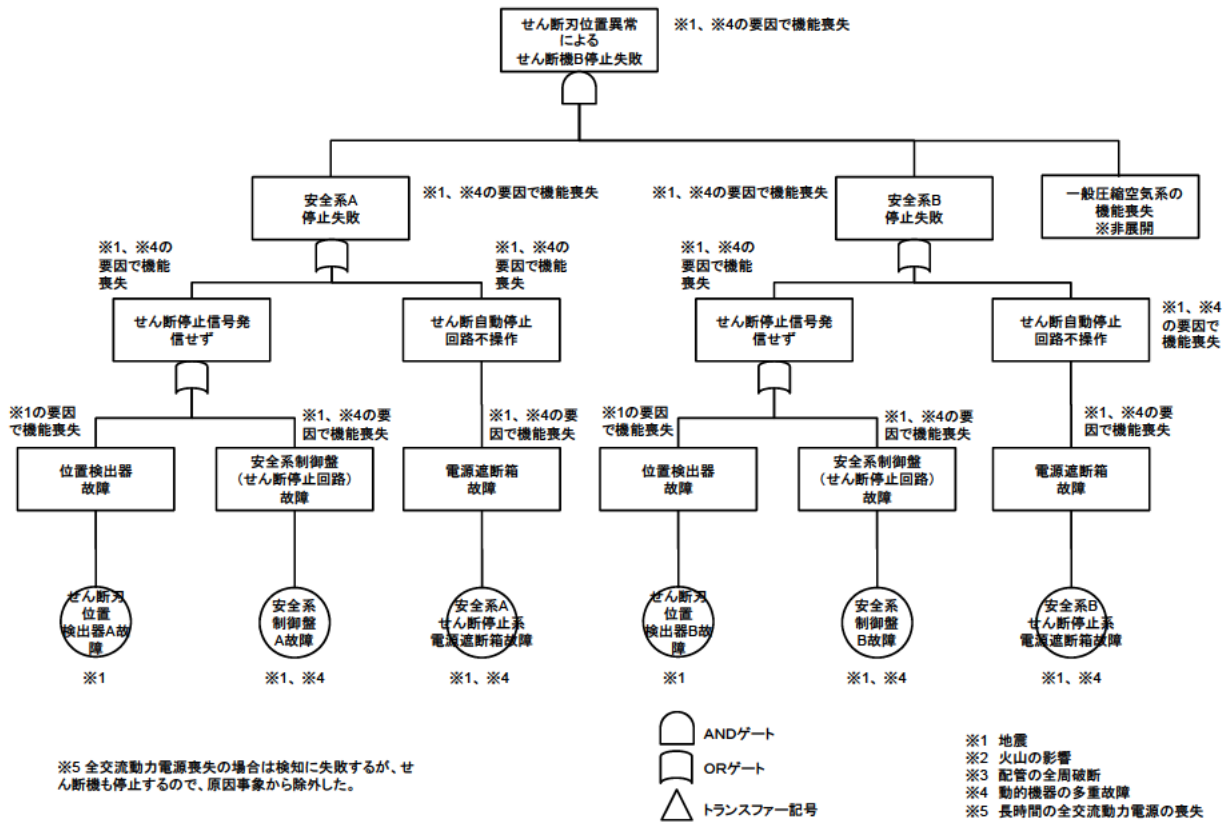 せん断刃位置異常
による
せん断機B停止失敗
※1、※4の要因で機能喪失
安全系A
停止失敗
※1、※4の要因で機能喪失
※1、※4の要因で機能喪失
安全系B
停止失敗
一般圧縮空気系の
機能喪失
※非展開
※1、※4の
要因で機能
喪失
※1、※4の
要因で機能
喪失
※1、※4の
要因で機能
喪失
せん断停止信号発
信せず
せん断自動停止
回路不操作
せん断停止信号発
信せず
せん断自動停止
回路不操作
※1、※4
の要因で
機能喪失
※1の要因
で機能喪失
※1、※4の要
因で機能喪失
※1、※4の要
因で機能喪失
※1の要因
で機能喪失
※1、※4の要
因で機能喪失
※1、※4の要
因で機能喪失
位置検出器
故障
安全系制御盤
(せん断停止回路)
故障
電源遮断箱
故障
位置検出器
故障
安全系制御盤
(せん断停止回路)
故障
電源遮断箱
故障
せん断刃
位置
検出器A故
障
安全系
制御盤
A故障
安全系A
せん断停止系
電源遮断箱故障
せん断刃
位置
検出器B故
障
安全系
制御盤
B故障
安全系B
せん断停止系
電源遮断箱故障
※1
※1、※4
※1、※4
※1
※1、※4
※1、※4
※5 全交流動力電源喪失の場合は検知に失敗するが、せ
ん断機も停止するので、原因事象から除外した。
ANDゲート
ORゲート
トランスファー記号
※1 地震
※2 火山の影響
※3 配管の全周破断
※4 動的機器の多重故障
※5 長時間の全交流動力電源の喪失